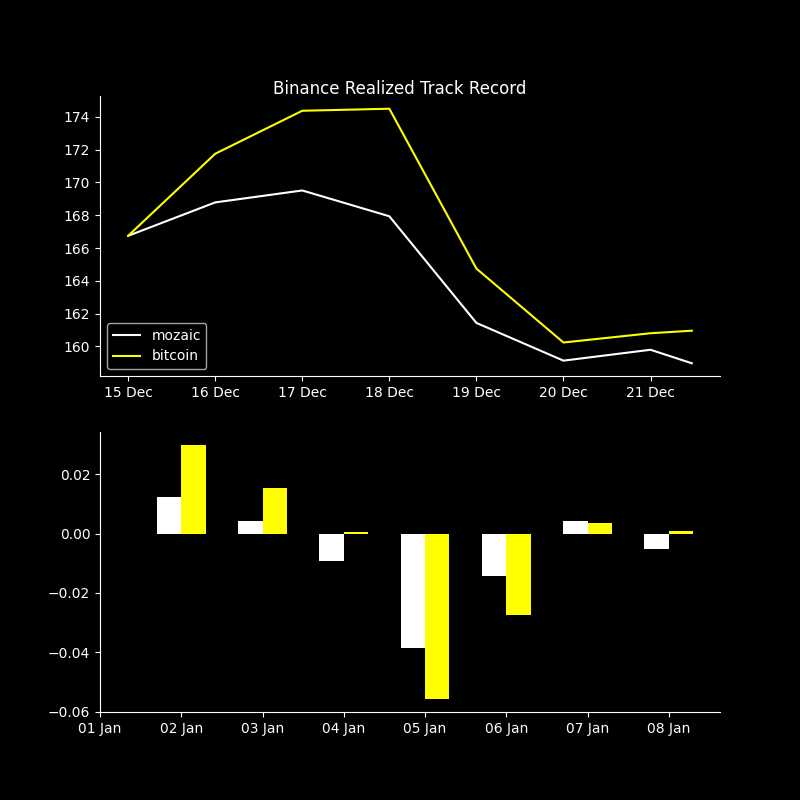 Binance Realized Track Record
174
172
170
168
166
164
162
160
mozaic
bitcoin
15 Dec 16 Dec 17 Dec 18 Dec 19 Dec 20 Dec 21 Dec
0.02
0.00
−0.02
−0.04
−0.06
01 Jan 02 Jan 03 Jan 04 Jan 05 Jan 06 Jan 07 Jan 08 Jan